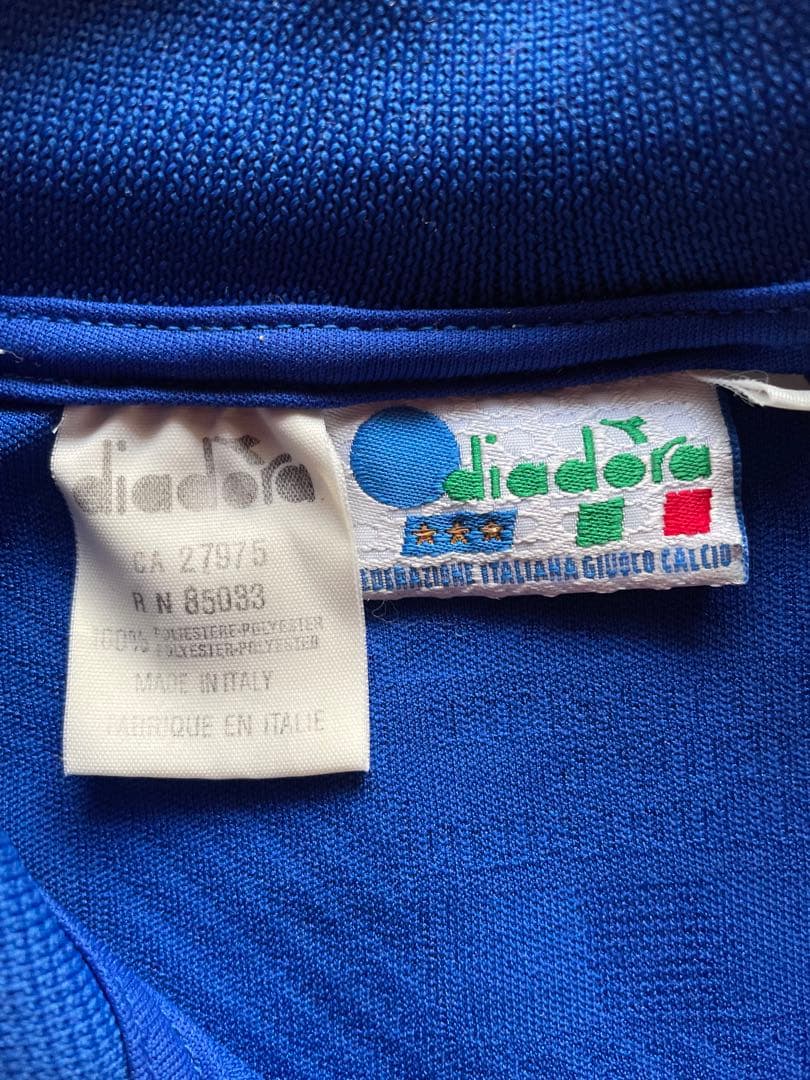 diadora
CA 27975
RN 85033
100% POLIESTERE-POLYESTER
POLYESTER-POLYESTER
MADE IN ITALY
FABRIQUE EN ITALIE
diadora
FEDERAZIONE ITALIANA GIUOCO CALCIO